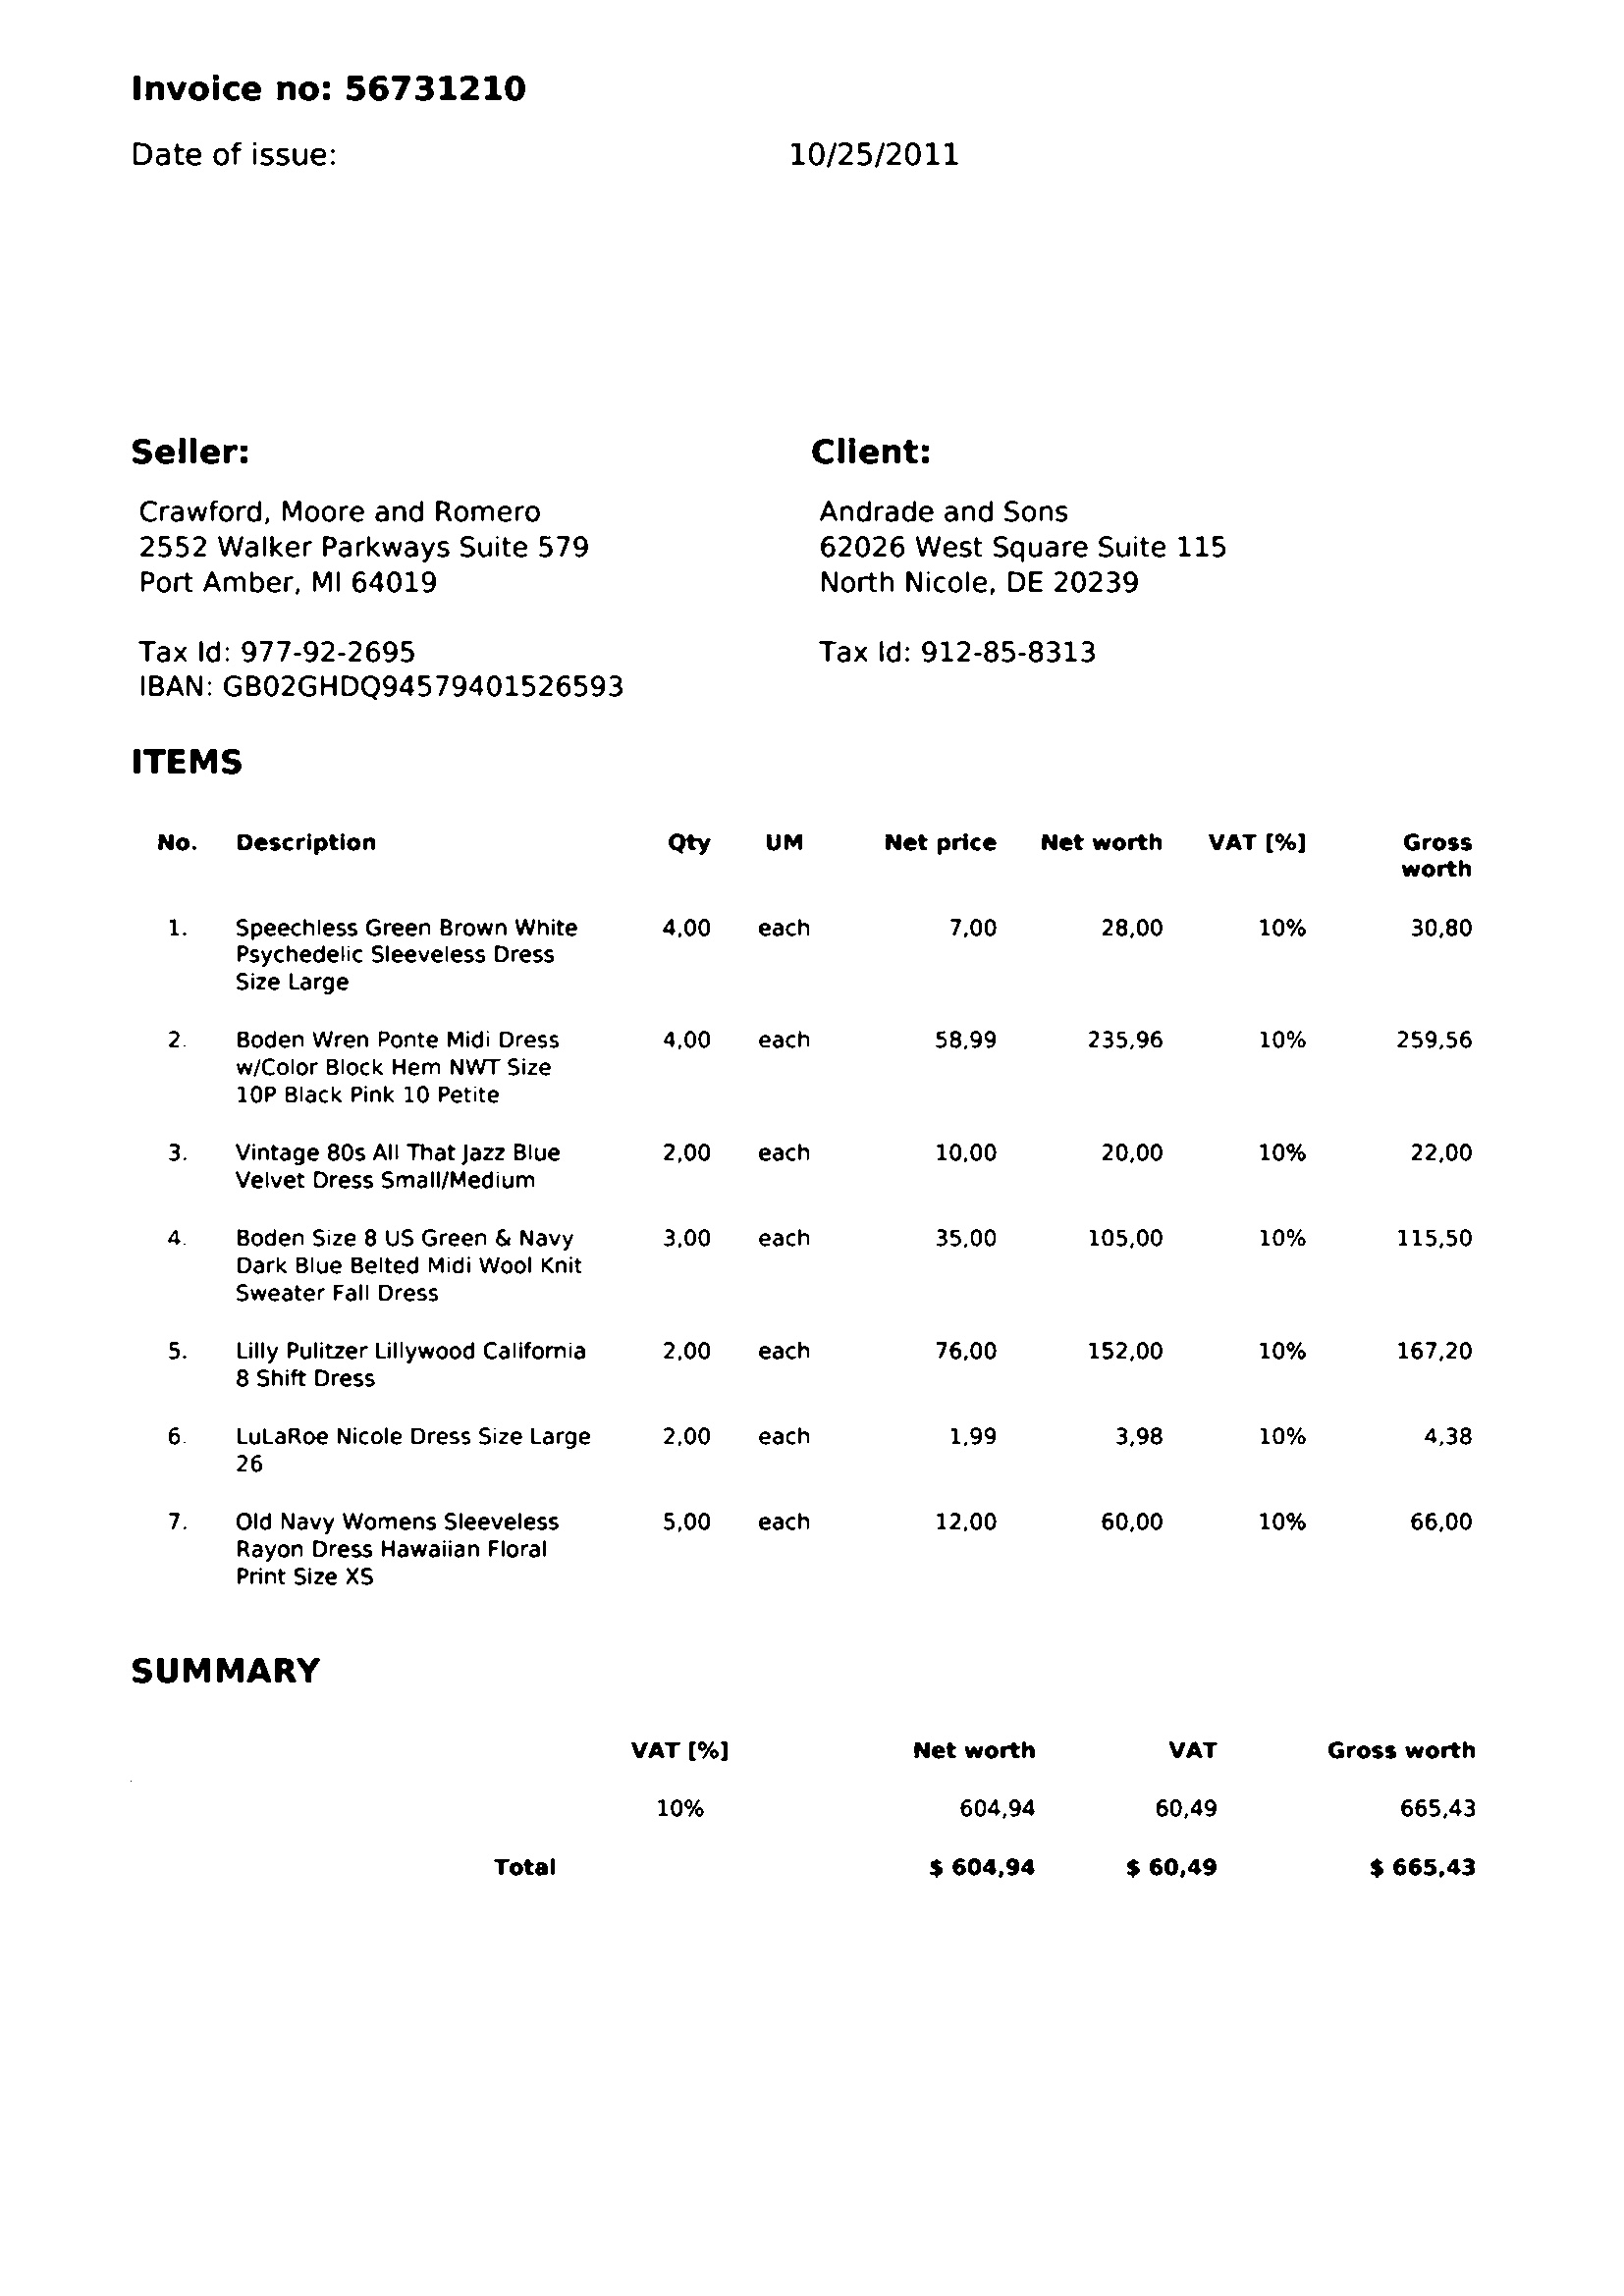 Invoice no: 56731210
Date of issue: 10/25/2011
Seller: Client:
Crawford, Moore and Romero Andrade and Sons
2552 Walker Parkways Suite 579 62026 West Square Suite 115
Port Amber, MI 64019 North Nicole, DE 20239
Tax Id: 977-92-2695 Tax Id: 912-85-8313
IBAN: GB02GHDQ94579401526593
ITEMS
No. Description Qty UM Net price Net worth VAT [%] Gross
worth
1. Speechless Green Brown White 4,00 each 7,00 28,00 10% 30,80
Psychedelic Sleeveless Dress
Size Large
2. Boden Wren Ponte Midi Dress 4,00 each 58,99 235,96 10% 259,56
w/Color Block Hem NWT Size
10P Black Pink 10 Petite
3. Vintage 80s All That Jazz Blue 2,00 each 10,00 20,00 10% 22,00
Velvet Dress Small/Medium
4. Boden Size 8 US Green & Navy 3,00 each 35,00 105,00 10% 115,50
Dark Blue Belted Midi Wool Knit
Sweater Fall Dress
5. Lilly Pulitzer Lillywood California 2,00 each 76,00 152,00 10% 167,20
8 Shift Dress
6. LuLaRoe Nicole Dress Size Large 2,00 each 1,99 3,98 10% 4,38
26
7. Old Navy Womens Sleeveless 5,00 each 12,00 60,00 10% 66,00
Rayon Dress Hawaiian Floral
Print Size XS
SUMMARY
VAT [%] Net worth VAT Gross worth
10% 604,94 60,49 665,43
Total $ 604,94 $ 60,49 $ 665,43